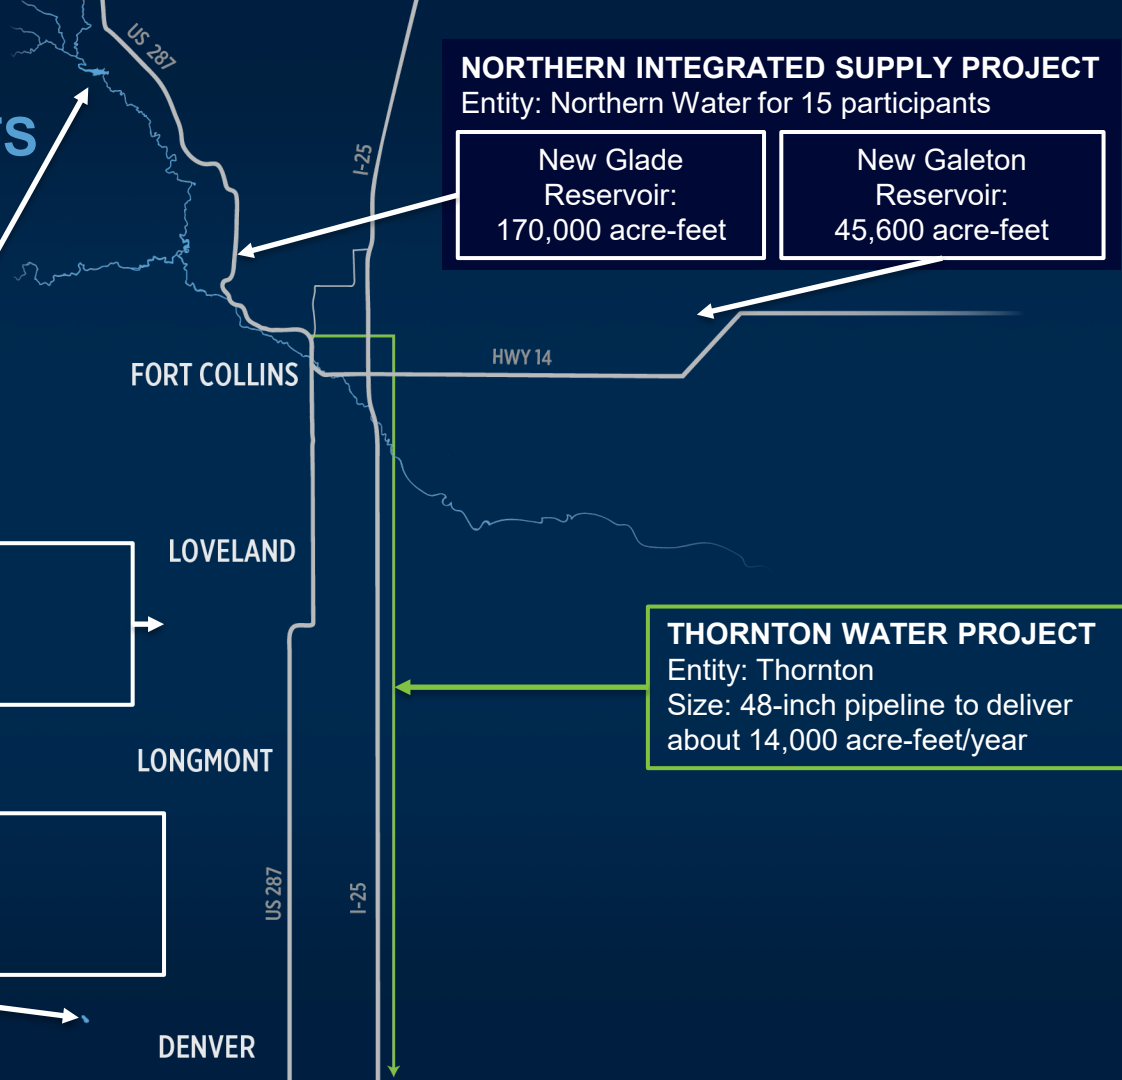 US 287
NORTHERN INTEGRATED SUPPLY PROJECT
Entity: Northern Water for 15 participants
New Glade
Reservoir:
170,000 acre-feet
New Galeton
Reservoir:
45,600 acre-feet
I-25
HWY 14
FORT COLLINS
LOVELAND
THORNTON WATER PROJECT
Entity: Thornton
Size: 48-inch pipeline to deliver
about 14,000 acre-feet/year
LONGMONT
US 287
I-25
DENVER